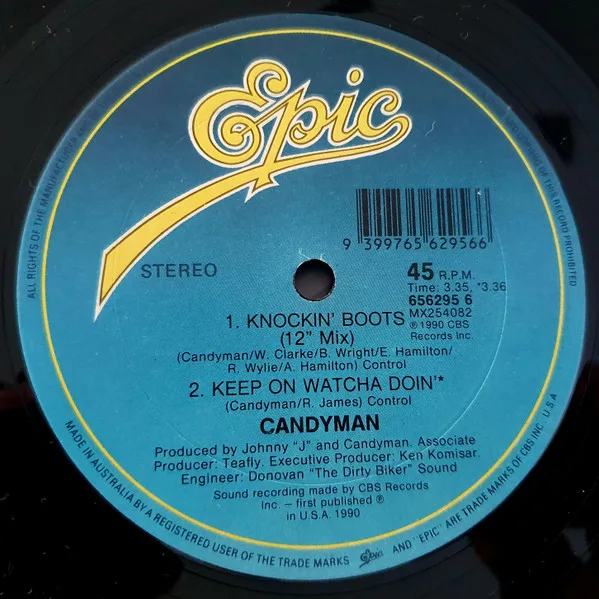 Epic
9 399765 629566
STEREO
45 R.P.M.
Time: 3.35, *3.36
656295 6
MX254082
℗ 1990 CBS
Records Inc.
1. KNOCKIN' BOOTS
(12" Mix)
(Candyman/W. Clarke/B. Wright/E. Hamilton/
R. Wylie/A. Hamilton) Control
2. KEEP ON WATCHA DOIN'*
(Candyman/R. James) Control
CANDYMAN
Produced by Johnny "J" and Candyman. Associate
Producer: Teafly. Executive Producer: Ken Komisar.
Engineer: Donovan "The Dirty Biker" Sound
Sound recording made by CBS Records
Inc. – first published ℗
in U.S.A. 1990
ALL RIGHTS OF THE MANUFACTURER AND
OF THIS RECORD PROHIBITED
MADE IN AUSTRALIA BY A REGISTERED USER OF THE TRADE MARKS Epic AND "EPIC" ARE TRADE MARKS OF CBS INC. U.S.A